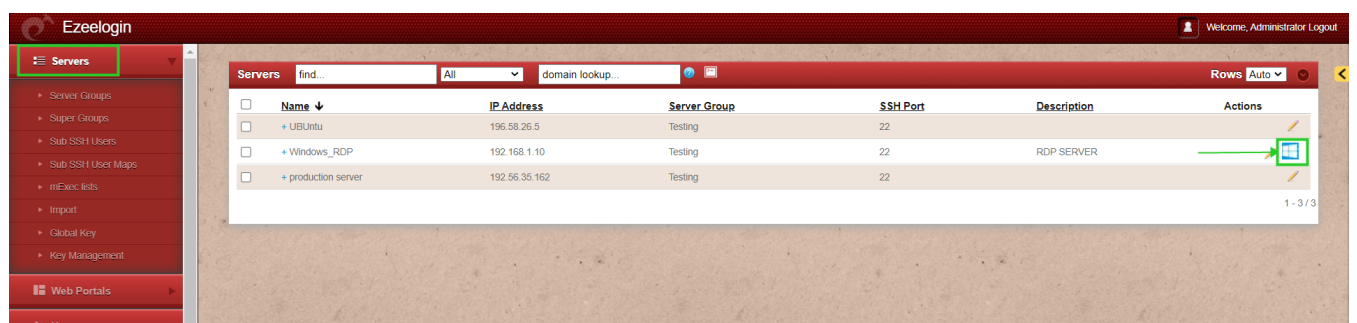 Ezeelogin
Welcome, Administrator Logout
Servers
Server Groups
Super Groups
Sub SSH Users
Sub SSH User Maps
mExec lists
Import
Global Key
Key Management
Web Portals
Servers find... All domain lookup... Rows Auto
Name IP Address Server Group SSH Port Description Actions
+ UBUntu 196.58.26.5 Testing 22
+ Windows_RDP 192.168.1.10 Testing 22 RDP SERVER
+ production server 192.56.35.162 Testing 22
1 - 3 / 3